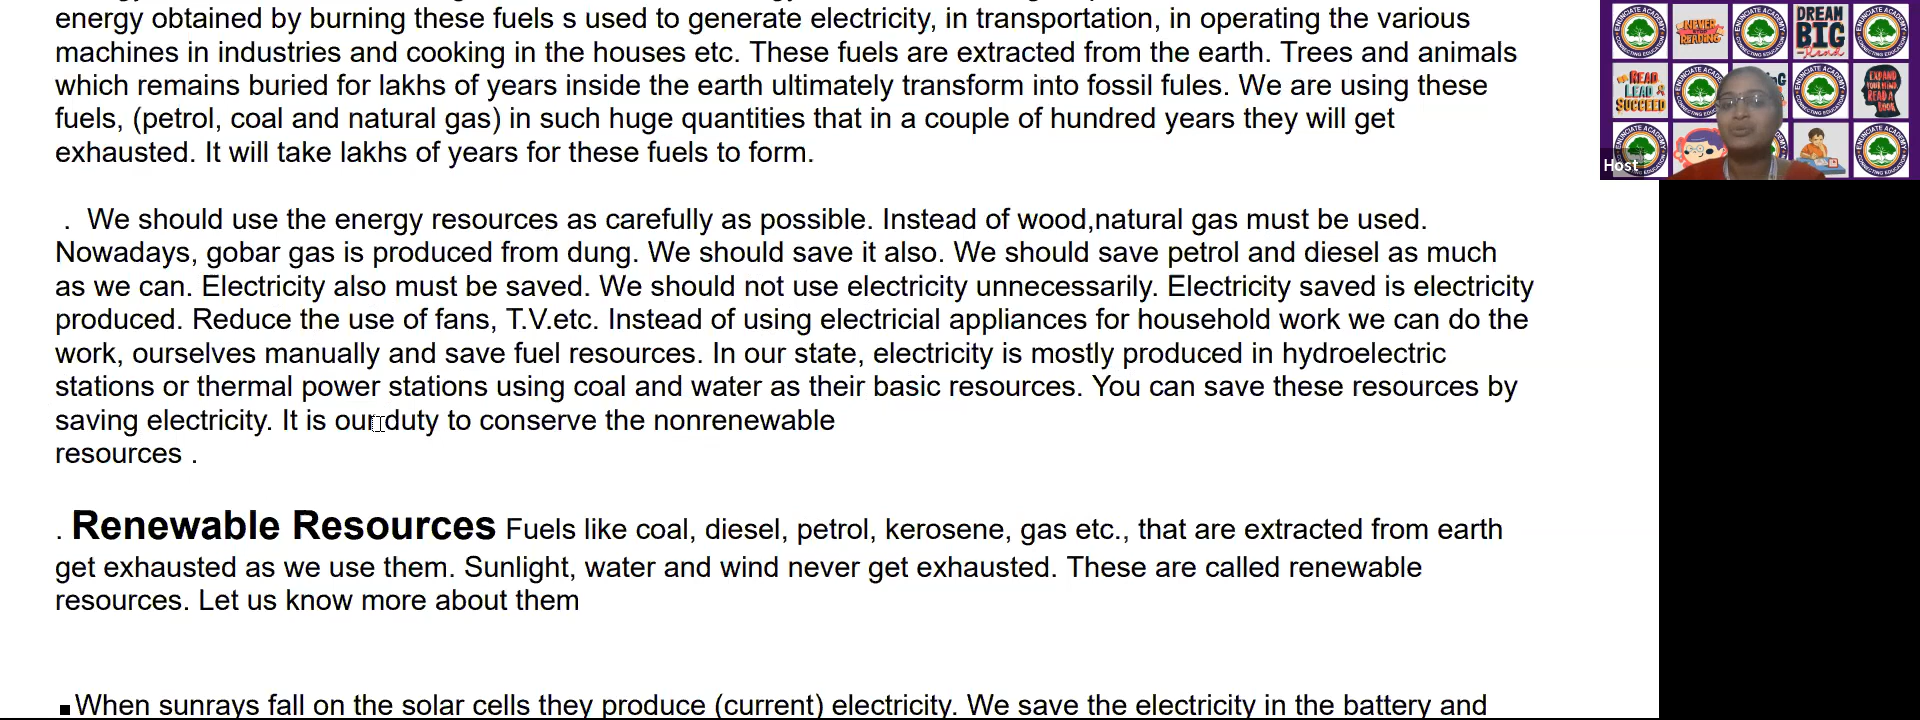 energy obtained by burning these fuels s used to generate electricity, in transportation, in operating the various
machines in industries and cooking in the houses etc. These fuels are extracted from the earth. Trees and animals
which remains buried for lakhs of years inside the earth ultimately transform into fossil fules. We are using these
fuels, (petrol, coal and natural gas) in such huge quantities that in a couple of hundred years they will get
exhausted. It will take lakhs of years for these fuels to form.
. We should use the energy resources as carefully as possible. Instead of wood,natural gas must be used.
Nowadays, gobar gas is produced from dung. We should save it also. We should save petrol and diesel as much
as we can. Electricity also must be saved. We should not use electricity unnecessarily. Electricity saved is electricity
produced. Reduce the use of fans, T.V.etc. Instead of using electricial appliances for household work we can do the
work, ourselves manually and save fuel resources. In our state, electricity is mostly produced in hydroelectric
stations or thermal power stations using coal and water as their basic resources. You can save these resources by
saving electricity. It is our duty to conserve the nonrenewable
resources .
. Renewable Resources Fuels like coal, diesel, petrol, kerosene, gas etc., that are extracted from earth
get exhausted as we use them. Sunlight, water and wind never get exhausted. These are called renewable
resources. Let us know more about them
▪When sunrays fall on the solar cells they produce (current) electricity. We save the electricity in the battery and
NEVER
READING
DREAM
BIG
READ
LEAD &
SUCCEED
EXPAND
YOUR MIND
READ A
BOOK
ENUNCIATE ACADEMY
CONNECTING EDUCATION
Host